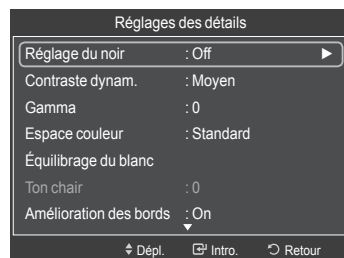 Réglages des détails
Réglage du noir : Off ►
Contraste dynam. : Moyen
Gamma : 0
Espace couleur : Standard
Équilibrage du blanc
Ton chair : 0
Amélioration des bords : On
Dépl. Intro. Retour